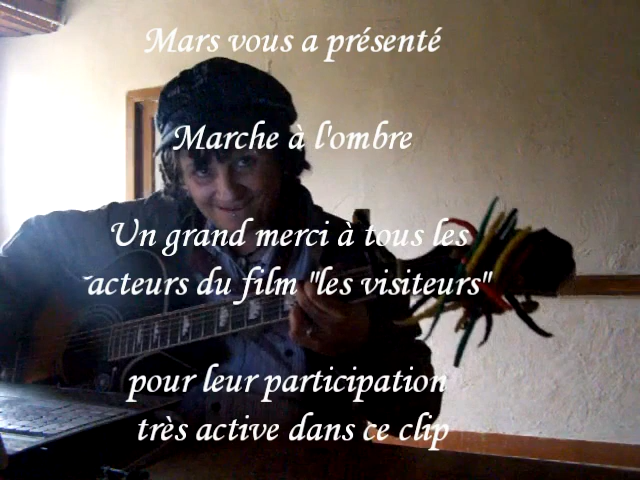 Mars vous a présenté
Marche à l'ombre
Un grand merci à tous les
acteurs du film "les visiteurs"
pour leur participation
très active dans ce clip